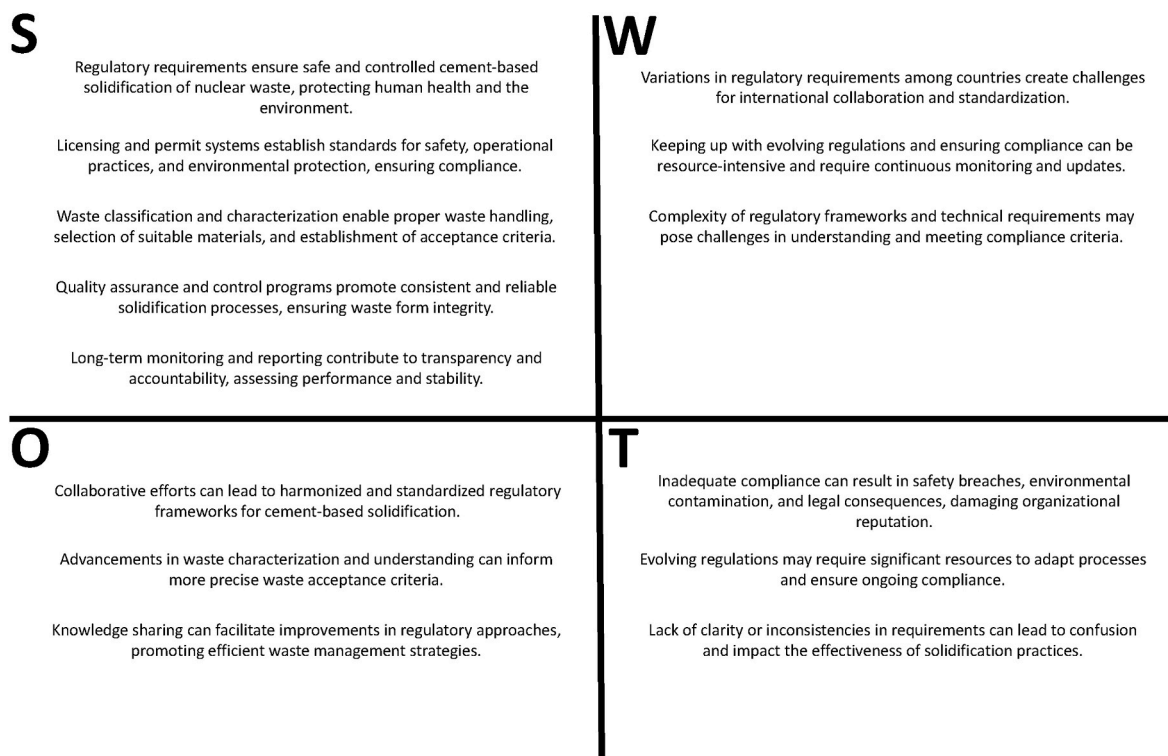 S
Regulatory requirements ensure safe and controlled cement-based
solidification of nuclear waste, protecting human health and the
environment.
Licensing and permit systems establish standards for safety, operational
practices, and environmental protection, ensuring compliance.
Waste classification and characterization enable proper waste handling,
selection of suitable materials, and establishment of acceptance criteria.
Quality assurance and control programs promote consistent and reliable
solidification processes, ensuring waste form integrity.
Long-term monitoring and reporting contribute to transparency and
accountability, assessing performance and stability.
W
Variations in regulatory requirements among countries create challenges
for international collaboration and standardization.
Keeping up with evolving regulations and ensuring compliance can be
resource-intensive and require continuous monitoring and updates.
Complexity of regulatory frameworks and technical requirements may
pose challenges in understanding and meeting compliance criteria.
O
Collaborative efforts can lead to harmonized and standardized regulatory
frameworks for cement-based solidification.
Advancements in waste characterization and understanding can inform
more precise waste acceptance criteria.
Knowledge sharing can facilitate improvements in regulatory approaches,
promoting efficient waste management strategies.
T
Inadequate compliance can result in safety breaches, environmental
contamination, and legal consequences, damaging organizational
reputation.
Evolving regulations may require significant resources to adapt processes
and ensure ongoing compliance.
Lack of clarity or inconsistencies in requirements can lead to confusion
and impact the effectiveness of solidification practices.